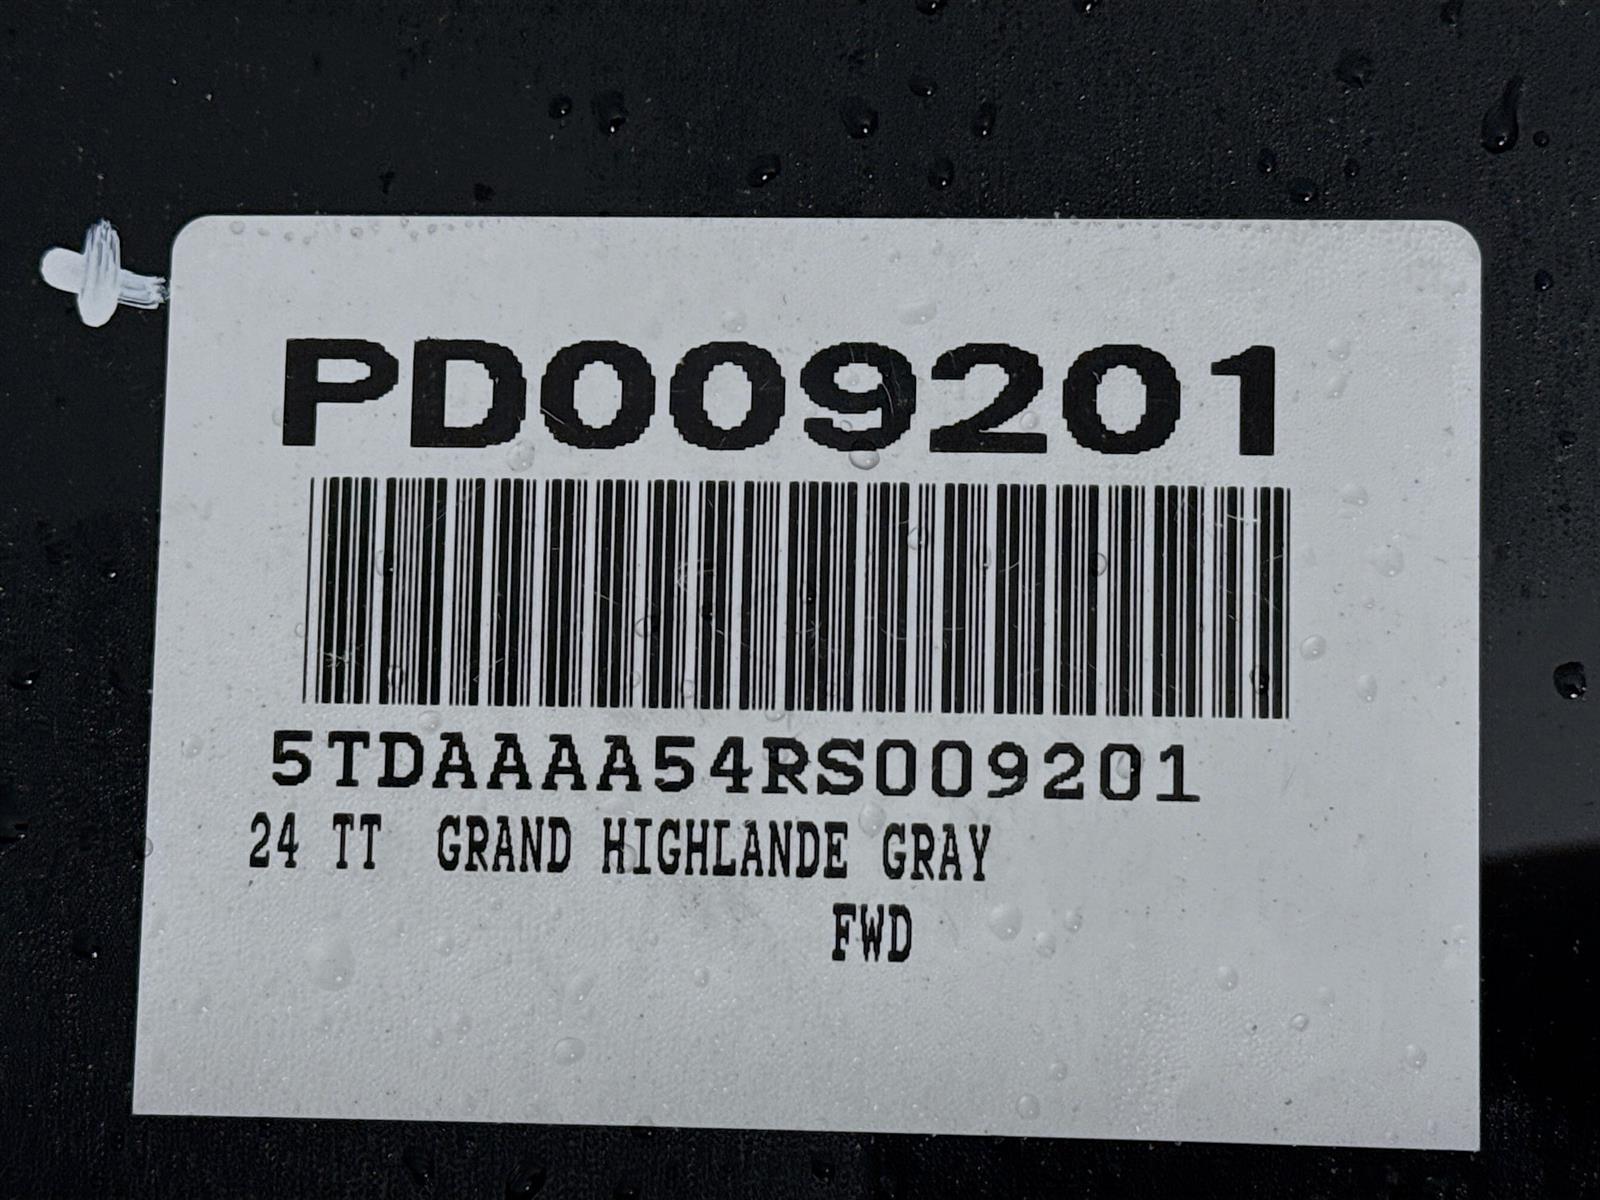 PD009201
5TDAAAA54RS009201
24 TT GRAND HIGHLANDE GRAY
FWD